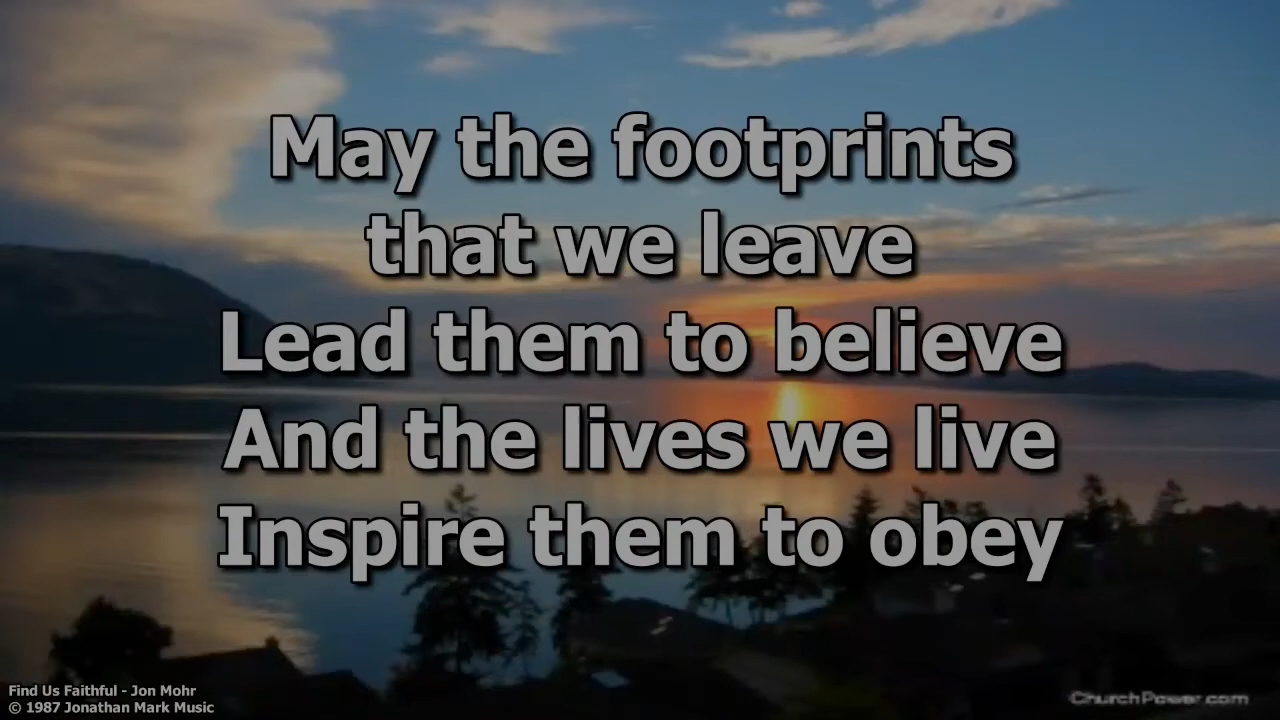 May the footprints
that we leave
Lead them to believe
And the lives we live
Inspire them to obey
Find Us Faithful - Jon Mohr
© 1987 Jonathan Mark Music
ChurchPower.com